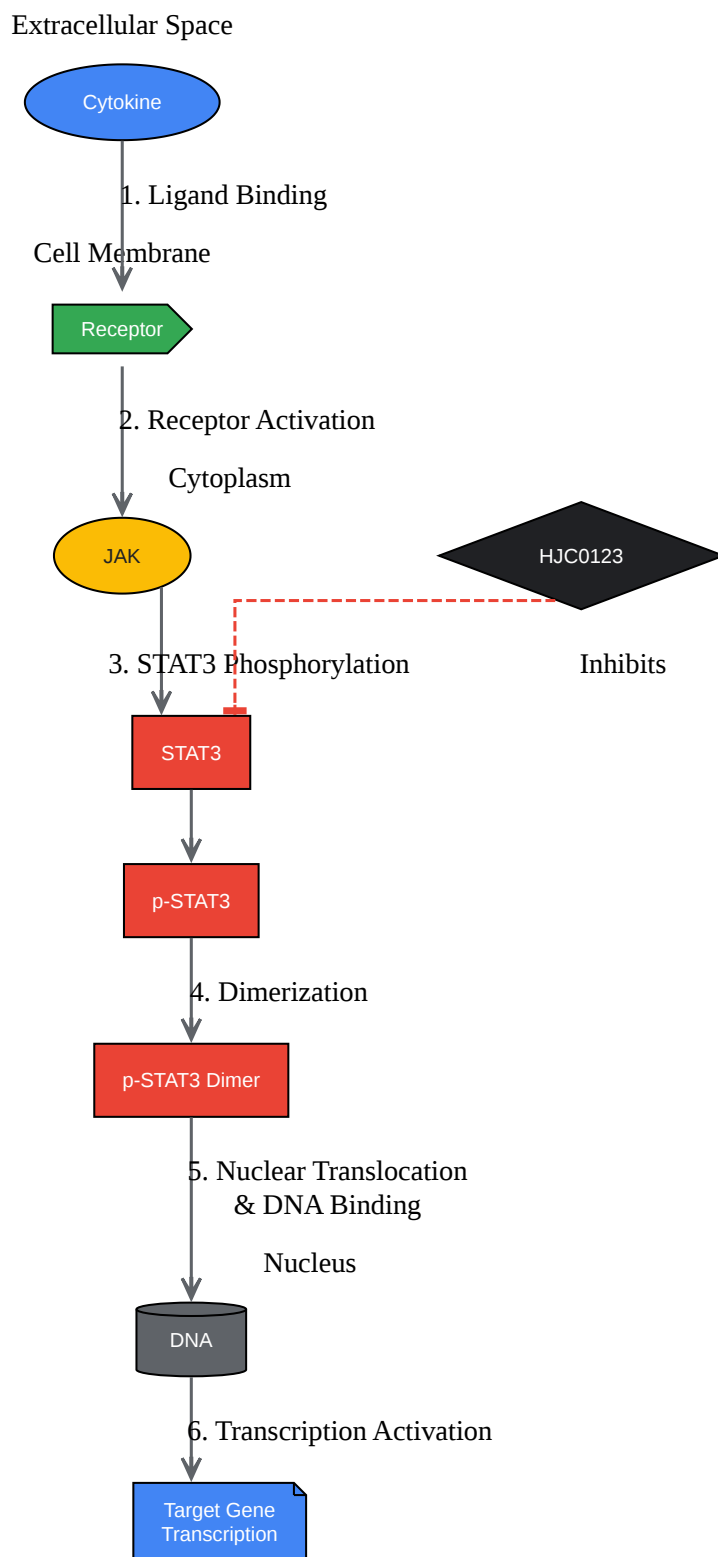 Extracellular Space
Cytokine
1. Ligand Binding
Cell Membrane
Receptor
2. Receptor Activation
Cytoplasm
JAK
HJC0123
3. STAT3 Phosphorylation
Inhibits
STAT3
p-STAT3
4. Dimerization
p-STAT3 Dimer
5. Nuclear Translocation
& DNA Binding
Nucleus
DNA
6. Transcription Activation
Target Gene
Transcription